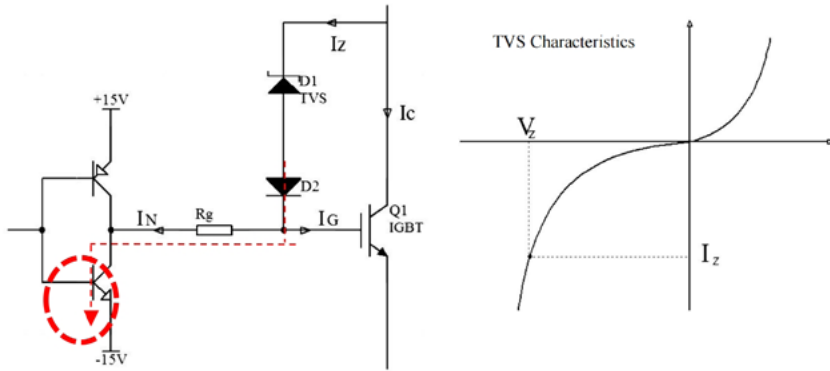 Iz
D1
TVS
+15V
Ic
D2
IN
Rg
IG
Q1
IGBT
-15V
TVS Characteristics
Vz
Iz